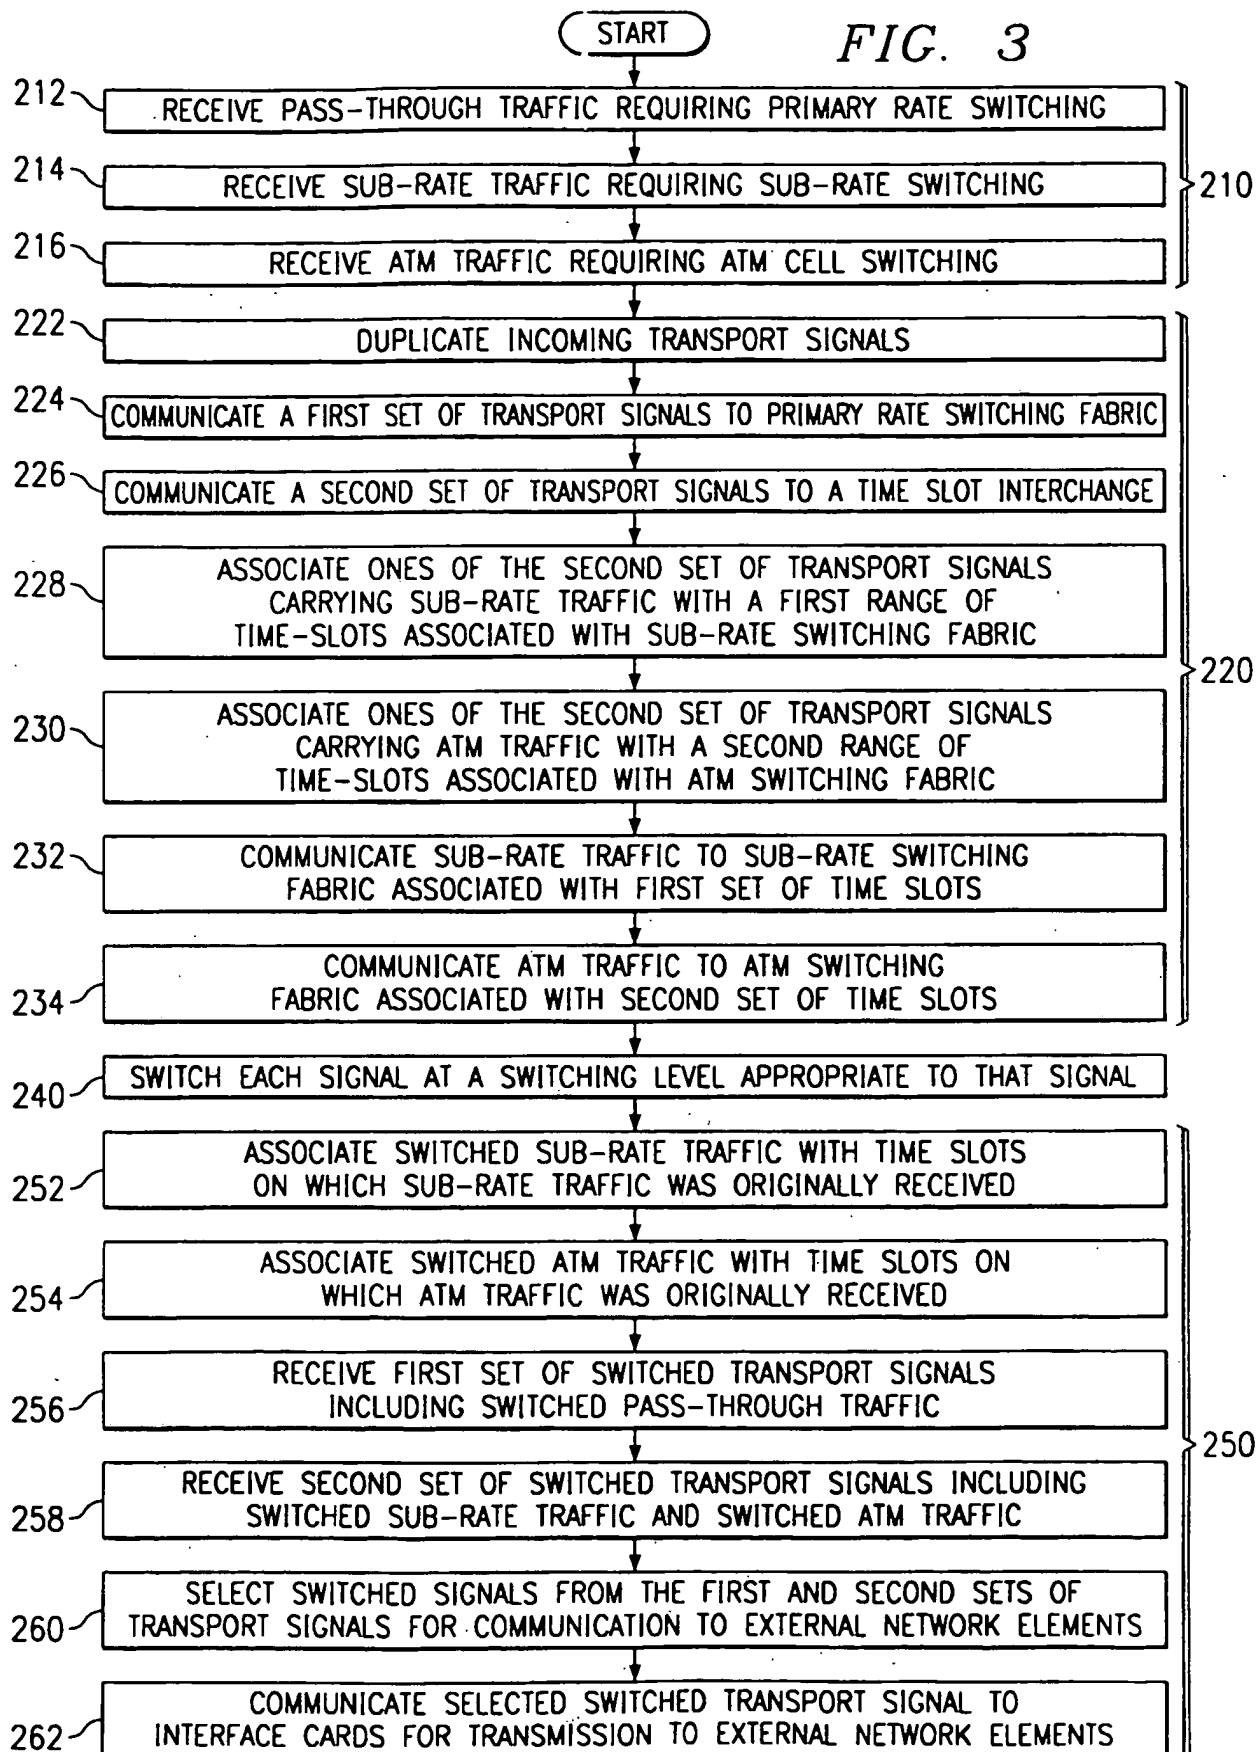 START
FIG. 3
212
RECEIVE PASS-THROUGH TRAFFIC REQUIRING PRIMARY RATE SWITCHING
214
RECEIVE SUB-RATE TRAFFIC REQUIRING SUB-RATE SWITCHING
210
216
RECEIVE ATM TRAFFIC REQUIRING ATM CELL SWITCHING
222
DUPLICATE INCOMING TRANSPORT SIGNALS
224
COMMUNICATE A FIRST SET OF TRANSPORT SIGNALS TO PRIMARY RATE SWITCHING FABRIC
226
COMMUNICATE A SECOND SET OF TRANSPORT SIGNALS TO A TIME SLOT INTERCHANGE
228
ASSOCIATE ONES OF THE SECOND SET OF TRANSPORT SIGNALS
CARRYING SUB-RATE TRAFFIC WITH A FIRST RANGE OF
TIME-SLOTS ASSOCIATED WITH SUB-RATE SWITCHING FABRIC
220
230
ASSOCIATE ONES OF THE SECOND SET OF TRANSPORT SIGNALS
CARRYING ATM TRAFFIC WITH A SECOND RANGE OF
TIME-SLOTS ASSOCIATED WITH ATM SWITCHING FABRIC
232
COMMUNICATE SUB-RATE TRAFFIC TO SUB-RATE SWITCHING
FABRIC ASSOCIATED WITH FIRST SET OF TIME SLOTS
234
COMMUNICATE ATM TRAFFIC TO ATM SWITCHING
FABRIC ASSOCIATED WITH SECOND SET OF TIME SLOTS
240
SWITCH EACH SIGNAL AT A SWITCHING LEVEL APPROPRIATE TO THAT SIGNAL
252
ASSOCIATE SWITCHED SUB-RATE TRAFFIC WITH TIME SLOTS
ON WHICH SUB-RATE TRAFFIC WAS ORIGINALLY RECEIVED
254
ASSOCIATE SWITCHED ATM TRAFFIC WITH TIME SLOTS ON
WHICH ATM TRAFFIC WAS ORIGINALLY RECEIVED
256
RECEIVE FIRST SET OF SWITCHED TRANSPORT SIGNALS
INCLUDING SWITCHED PASS-THROUGH TRAFFIC
250
258
RECEIVE SECOND SET OF SWITCHED TRANSPORT SIGNALS INCLUDING
SWITCHED SUB-RATE TRAFFIC AND SWITCHED ATM TRAFFIC
260
SELECT SWITCHED SIGNALS FROM THE FIRST AND SECOND SETS OF
TRANSPORT SIGNALS FOR COMMUNICATION TO EXTERNAL NETWORK ELEMENTS
262
COMMUNICATE SELECTED SWITCHED TRANSPORT SIGNAL TO
INTERFACE CARDS FOR TRANSMISSION TO EXTERNAL NETWORK ELEMENTS